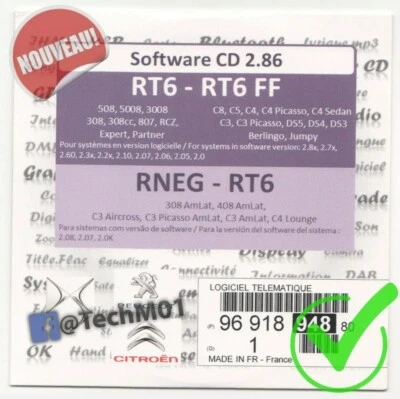 NOUVEAU!
Bluetooth
lyrique.mp3
CD
Software CD 2.86
RT6 - RT6 FF
508, 5008, 3008
308, 308cc, 807, RCZ,
Expert, Partner
C8, C5, C4, C4 Picasso, C4 Sedan
C3, C3 Picasso, DS5, DS4, DS3
Berlingo, Jumpy
Pour systèmes en version logicielle / For systems in software version: 2.8x, 2.7x,
2.60, 2.3x, 2.2x, 2.10, 2.07, 2.06, 2.05, 2.0
RNEG - RT6
308 AmLat, 408 AmLat,
C3 Aircross, C3 Picasso AmLat, C3 AmLat, C4 Lounge
Para sistemas com versão de software / Para la versión del software del sistema :
2.08, 2.07, 2.0K
Title.Flac
equalizer
Connectivité
Information
DAB
@TechM01
CITROËN
OK
Hand
LOGICIEL TELEMATIQUE
(P) 96 918 948 80
(Q) 1
MADE IN FR - France